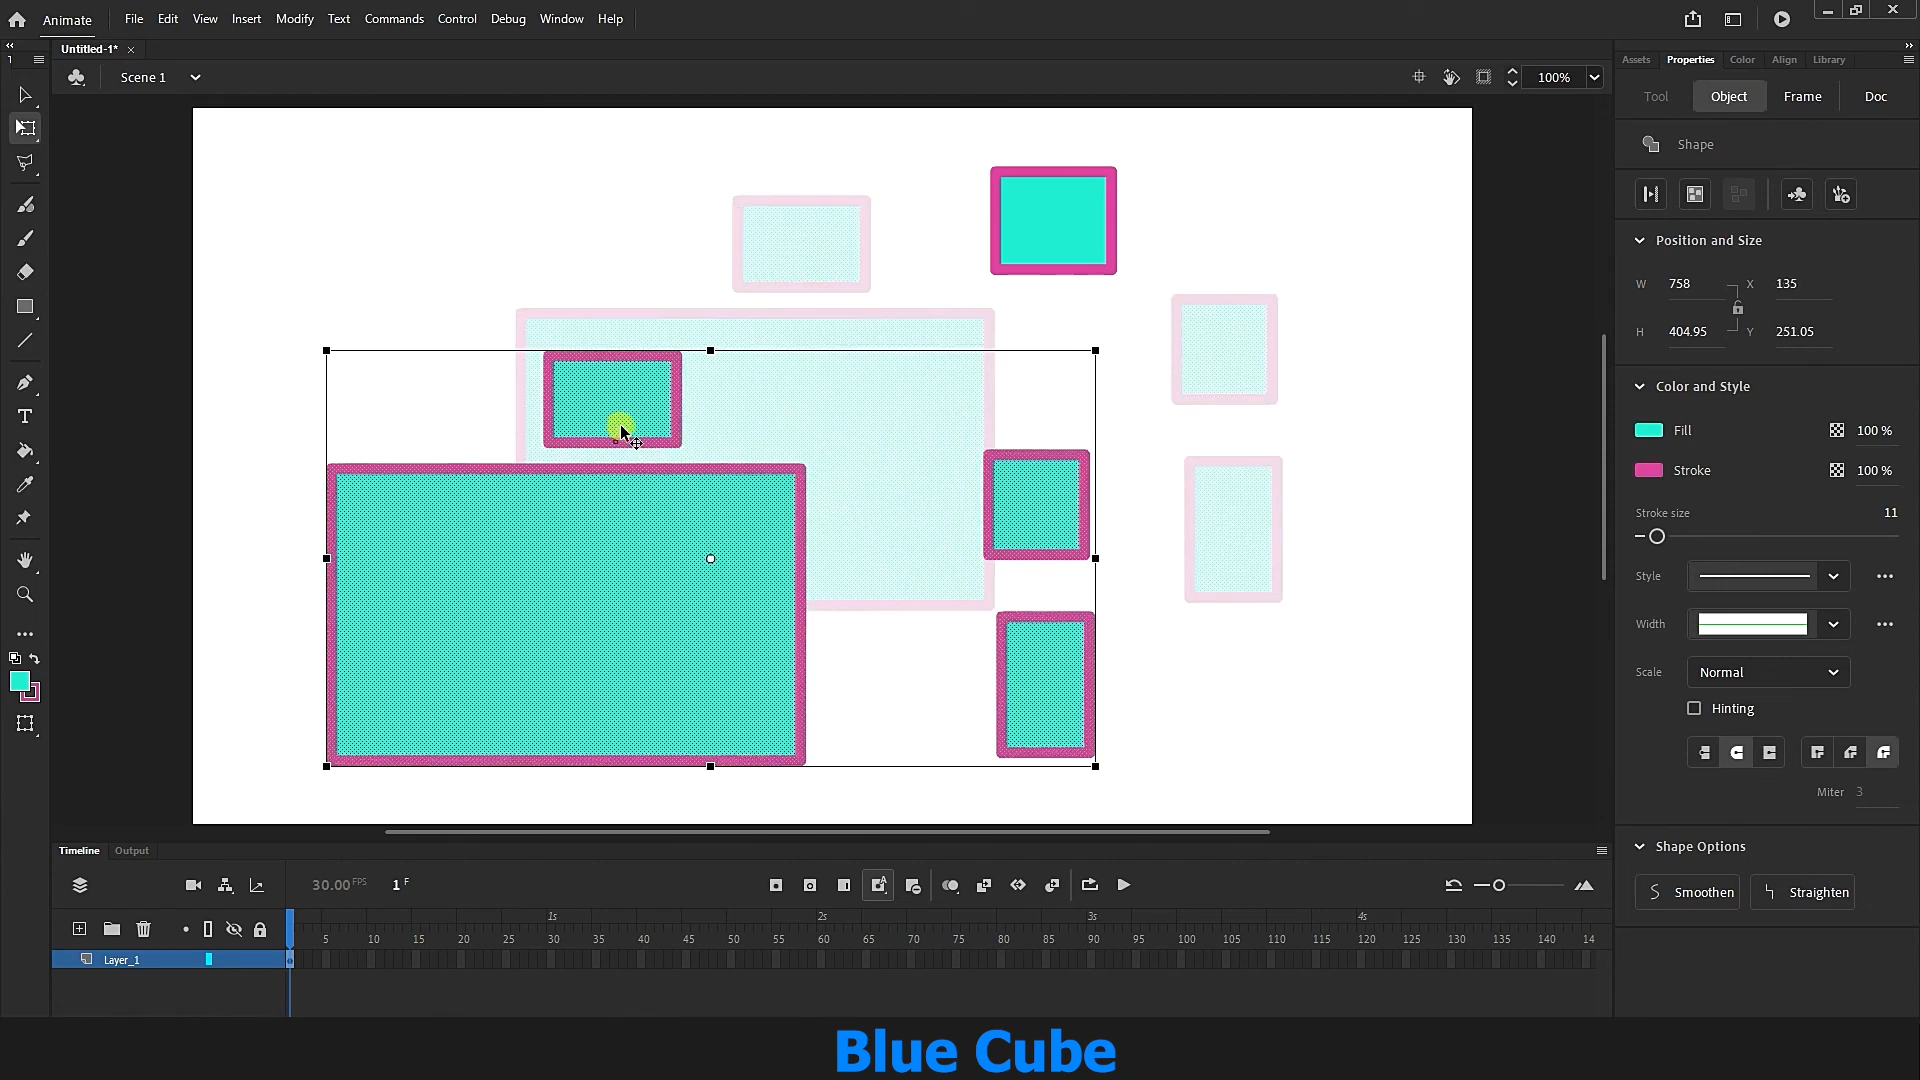 Animate File Edit View Insert Modify Text Commands Control Debug Window Help
Untitled-1*
Scene 1
100%
Assets Properties Color Align Library
Tool Object Frame Doc
Shape
Position and Size
W 758 X 135
H 404.95 Y 251.05
Color and Style
Fill 100 %
Stroke 100 %
Stroke size 11
Style
Width
Scale Normal
Hinting
Miter 3
Shape Options
Smoothen Straighten
Timeline Output
30.00 FPS 1 F
1s 2s 3s 4s
5 10 15 20 25 30 35 40 45 50 55 60 65 70 75 80 85 90 95 100 105 110 115 120 125 130 135 140 14
Layer_1
Blue Cube